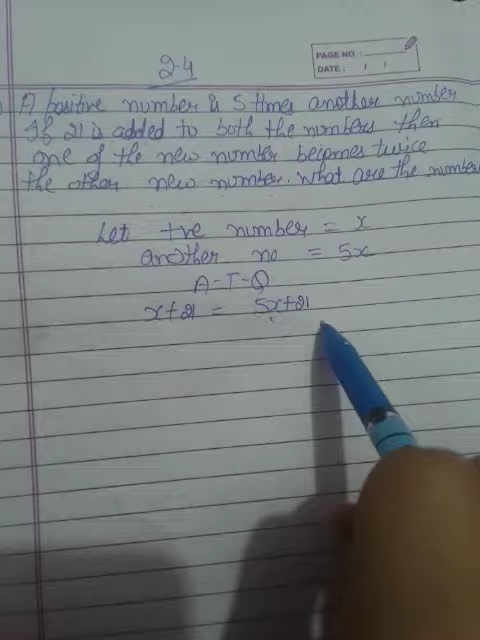 2.4
PAGE NO.:
DATE: / /
A positive number is 5 times another number
If 21 is added to both the numbers then
one of the new number becomes twice
the other new number. What are the number
Let +ve number = x
another no = 5x
A-T-Q
x+21 = 5x+21